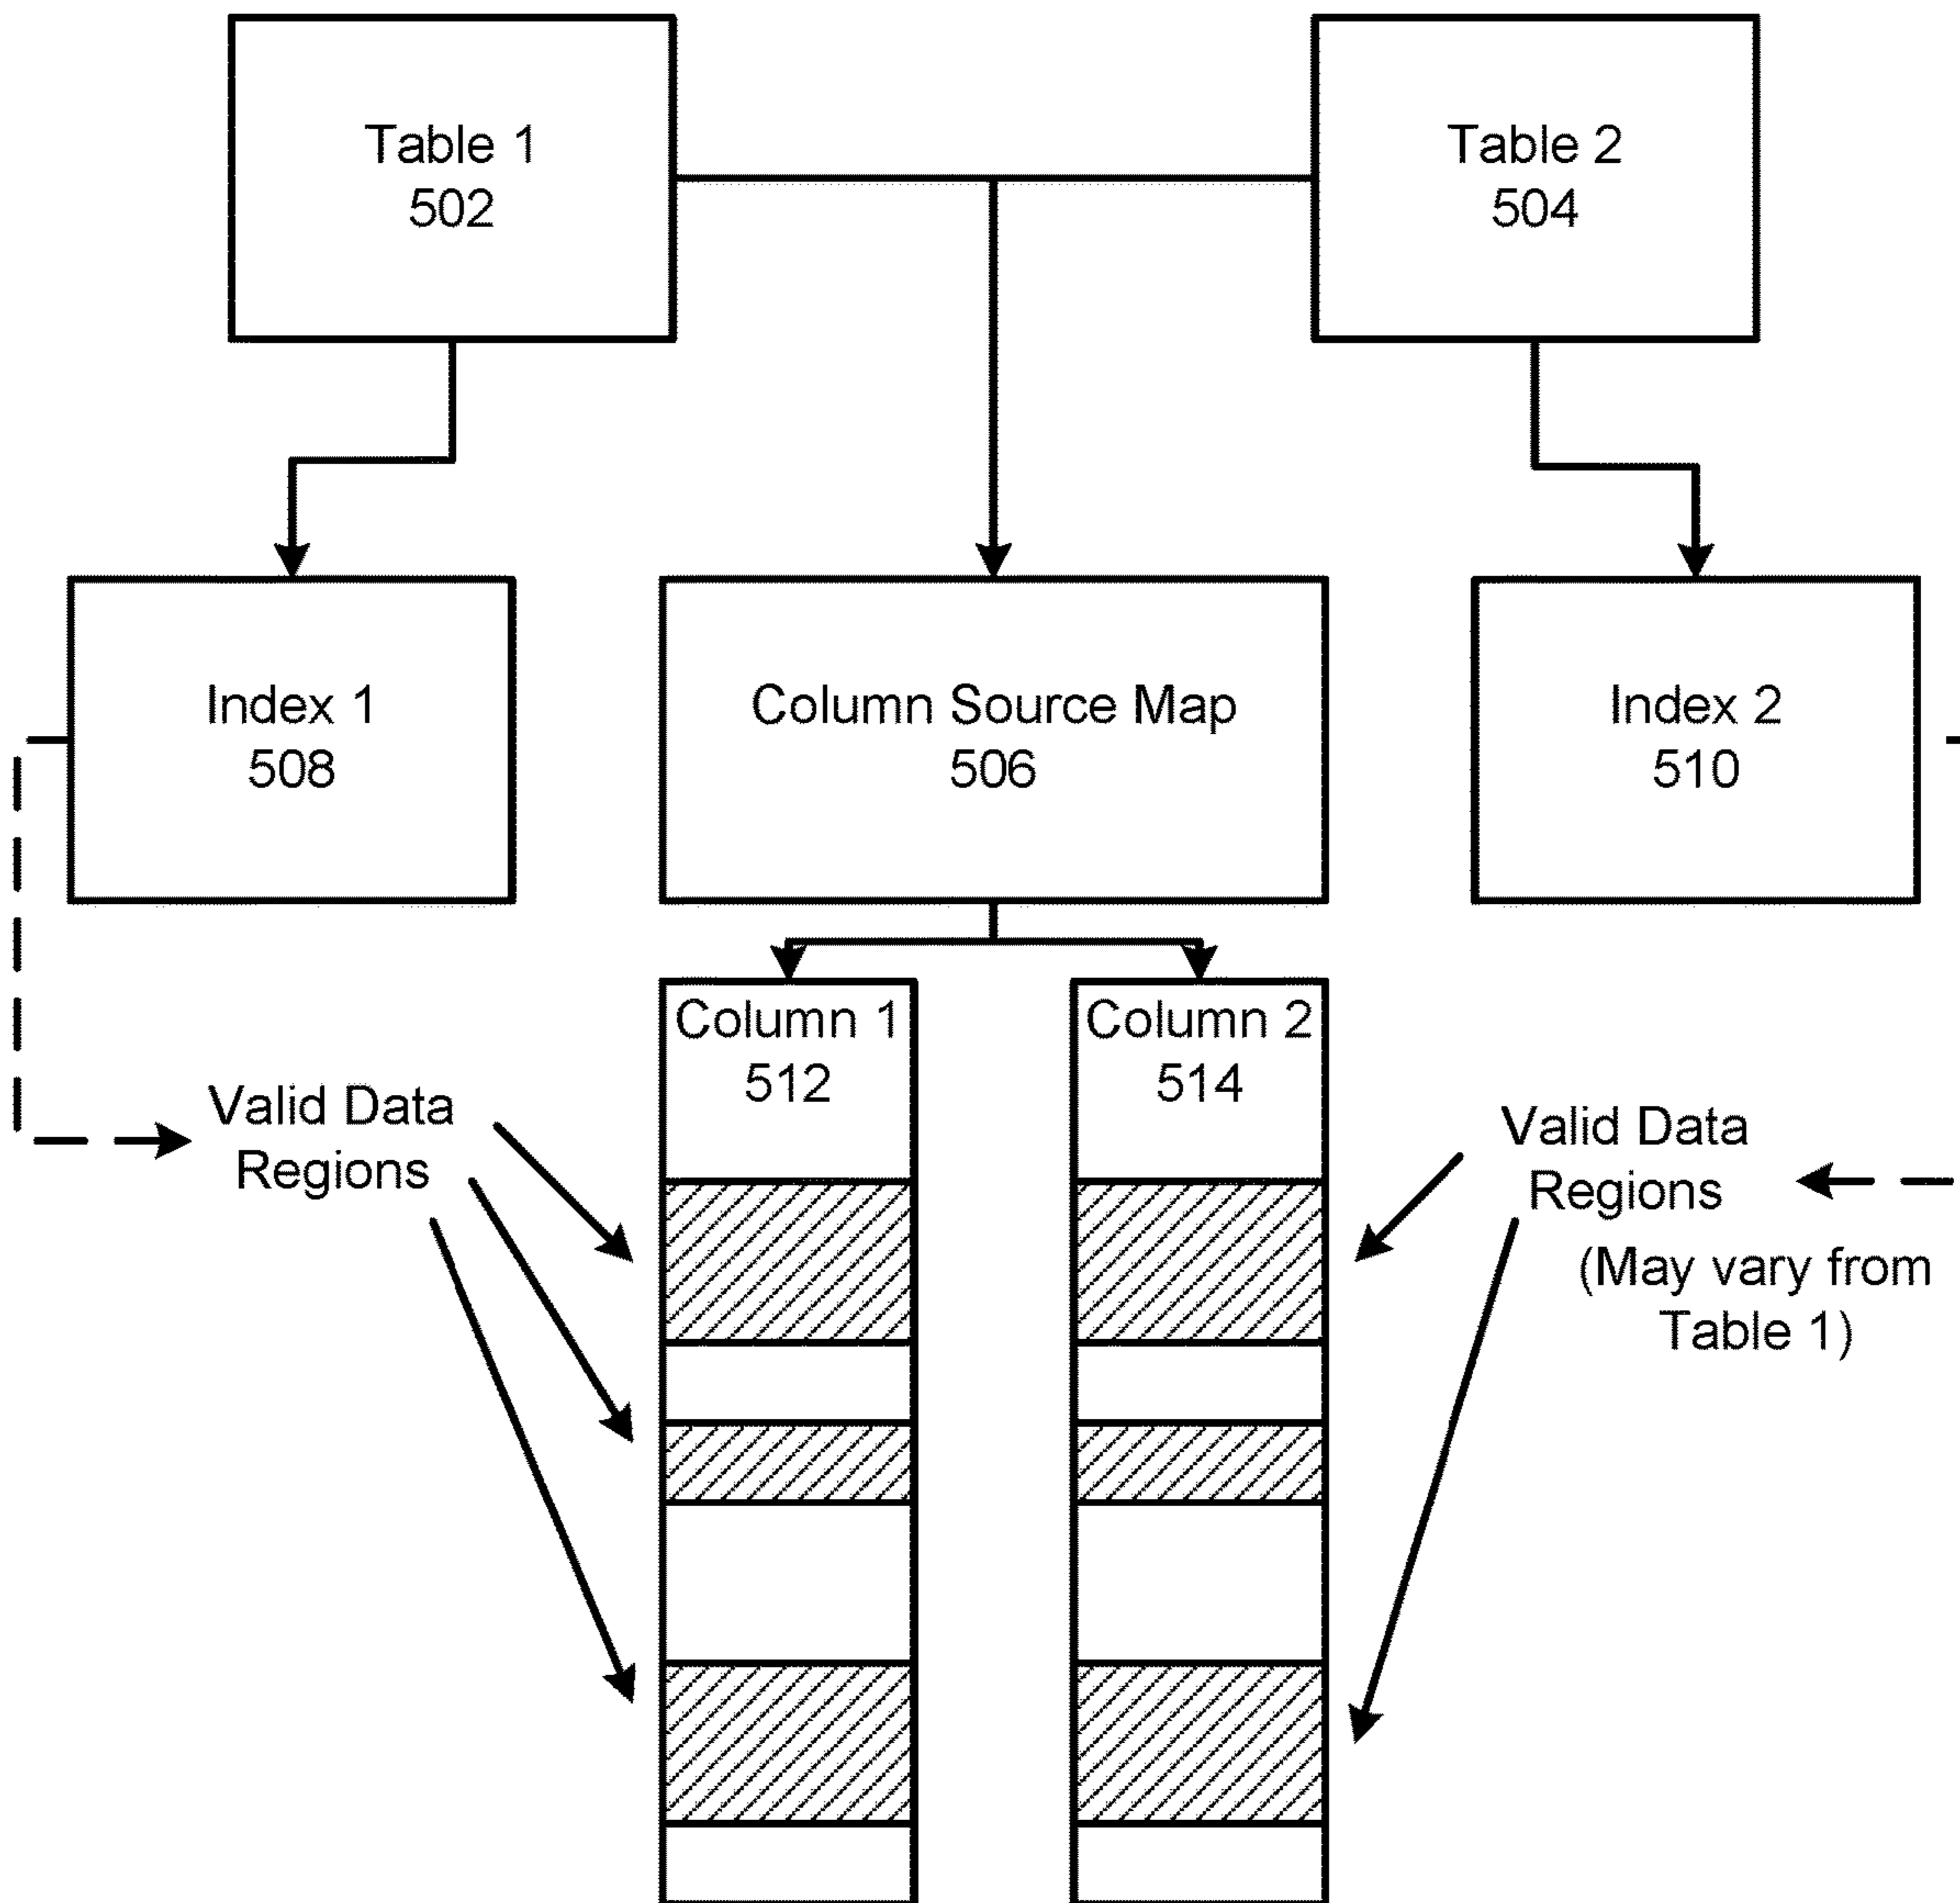 Table 1
502
Table 2
504
Index 1
508
Column Source Map
506
Index 2
510
Column 1
512
Column 2
514
Valid Data
Regions
Valid Data
Regions
(May vary from
Table 1)